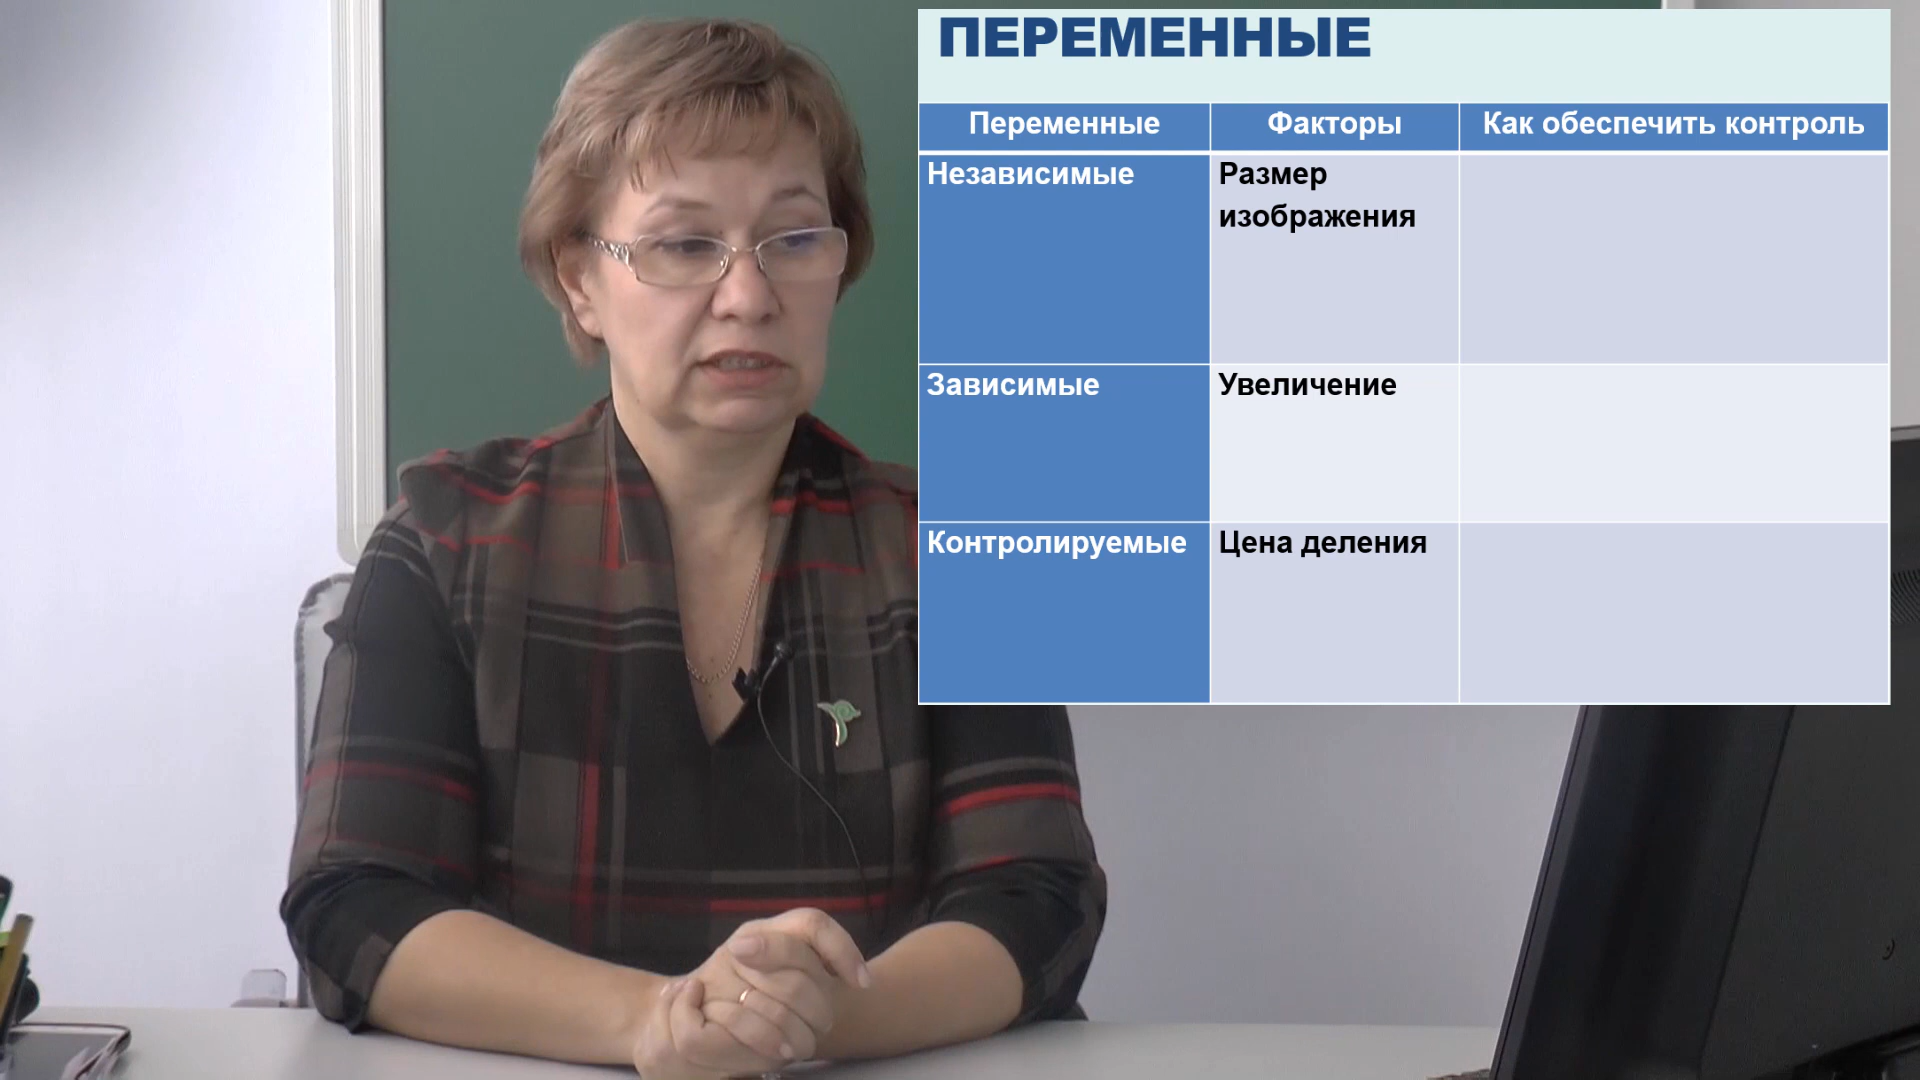 ПЕРЕМЕННЫЕ
Переменные Факторы Как обеспечить контроль
Независимые Размер
изображения
Зависимые Увеличение
Контролируемые Цена деления